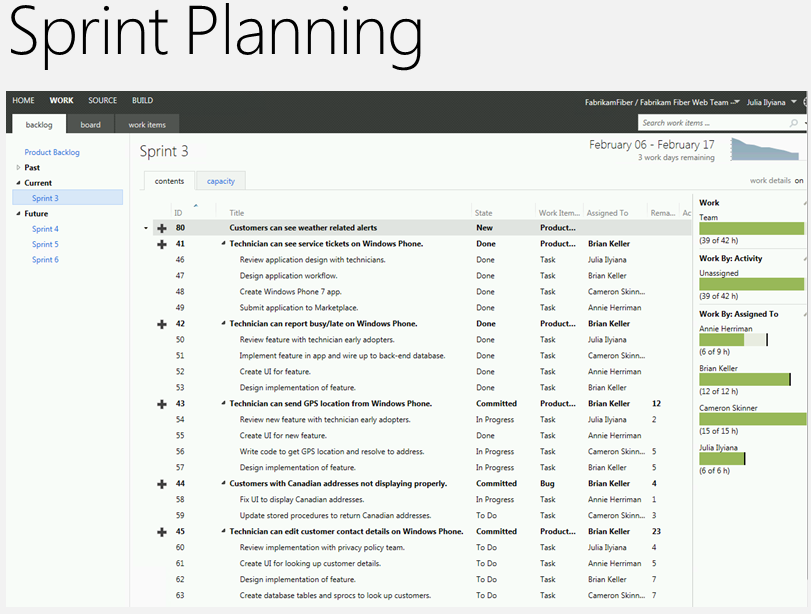 Sprint Planning
HOME WORK SOURCE BUILD
FabrikamFiber / Fabrikam Fiber Web Team Julia Ilyiana
backlog board work items
Search work items ...
Product Backlog
Past
Current
Sprint 3
Future
Sprint 4
Sprint 5
Sprint 6
Sprint 3
February 06 - February 17
3 work days remaining
contents capacity
work details on
ID Title State Work Item... Assigned To Rema... Ac
80 Customers can see weather related alerts New Product...
41 Technician can see service tickets on Windows Phone. Done Product... Brian Keller
46 Review application design with technicians. Done Task Julia Ilyiana
47 Design application workflow. Done Task Brian Keller
48 Create Windows Phone 7 app. Done Task Cameron Skinn...
49 Submit application to Marketplace. Done Task Annie Herriman
42 Technician can report busy/late on Windows Phone. Done Product... Brian Keller
50 Review feature with technician early adopters. Done Task Julia Ilyiana
51 Implement feature in app and wire up to back-end database. Done Task Cameron Skinn...
52 Create UI for feature. Done Task Annie Herriman
53 Design implementation of feature. Done Task Brian Keller
43 Technician can send GPS location from Windows Phone. Committed Product... Brian Keller 12
54 Review new feature with technician early adopters. In Progress Task Julia Ilyiana 2
55 Create UI for new feature. Done Task Annie Herriman
56 Write code to get GPS location and resolve to address. In Progress Task Cameron Skinn... 5
57 Design implementation of feature. In Progress Task Brian Keller 5
44 Customers with Canadian addresses not displaying properly. Committed Bug Brian Keller 4
58 Fix UI to display Canadian addresses. In Progress Task Annie Herriman 1
59 Update stored procedures to return Canadian addresses. To Do Task Cameron Skinn... 3
45 Technician can edit customer contact details on Windows Phone. Committed Product... Brian Keller 23
60 Review implementation with privacy policy team. To Do Task Julia Ilyiana 4
61 Create UI for looking up customer details. To Do Task Annie Herriman 5
62 Design implementation of feature. To Do Task Brian Keller 7
63 Create database tables and sprocs to look up customers. To Do Task Cameron Skinn... 7
Work
Team
(39 of 42 h)
Work By: Activity
Unassigned
(39 of 42 h)
Work By: Assigned To
Annie Herriman
(6 of 9 h)
Brian Keller
(12 of 12 h)
Cameron Skinner
(15 of 15 h)
Julia Ilyiana
(6 of 6 h)